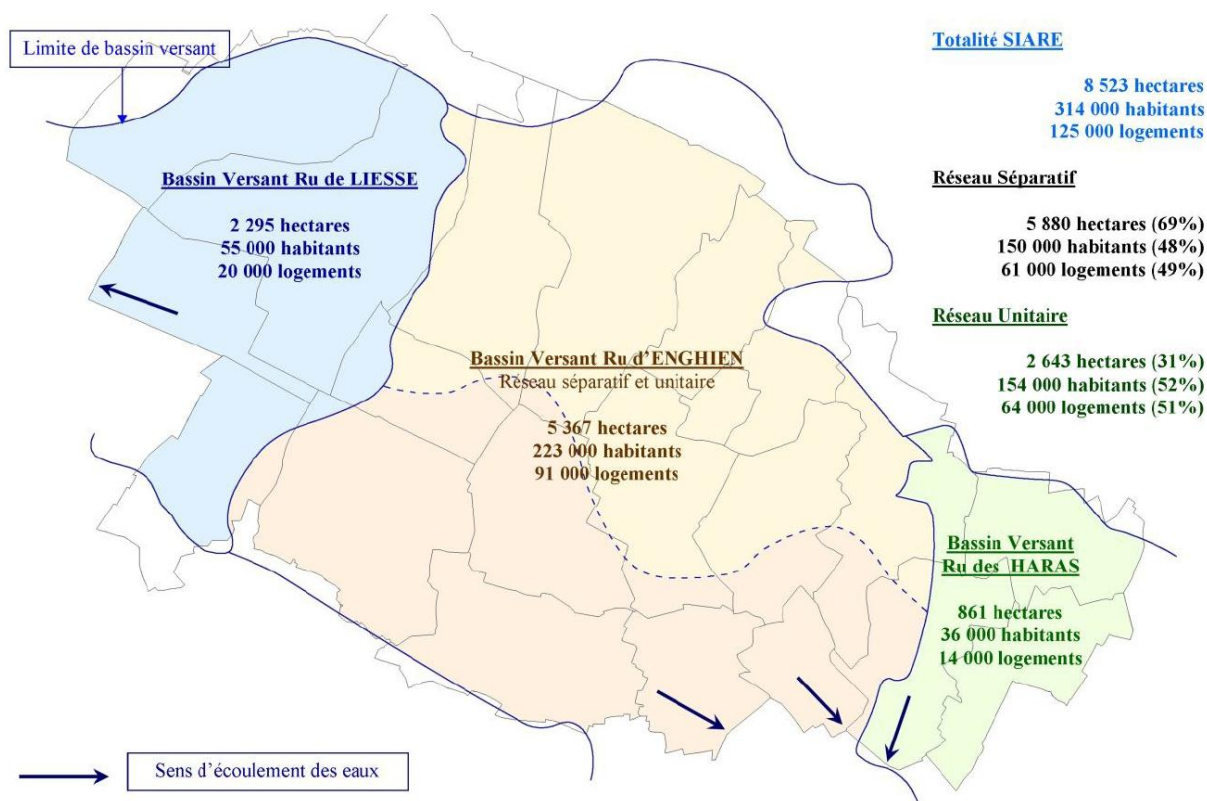 Limite de bassin versant
Totalité SIARE
8 523 hectares
314 000 habitants
125 000 logements
Bassin Versant Ru de LIESSE
2 295 hectares
55 000 habitants
20 000 logements
Réseau Séparatif
5 880 hectares (69%)
150 000 habitants (48%)
61 000 logements (49%)
Réseau Unitaire
2 643 hectares (31%)
154 000 habitants (52%)
64 000 logements (51%)
Bassin Versant Ru d'ENGHIEN
Réseau séparatif et unitaire
5 367 hectares
223 000 habitants
91 000 logements
Bassin Versant
Ru des HARAS
861 hectares
36 000 habitants
14 000 logements
Sens d'écoulement des eaux